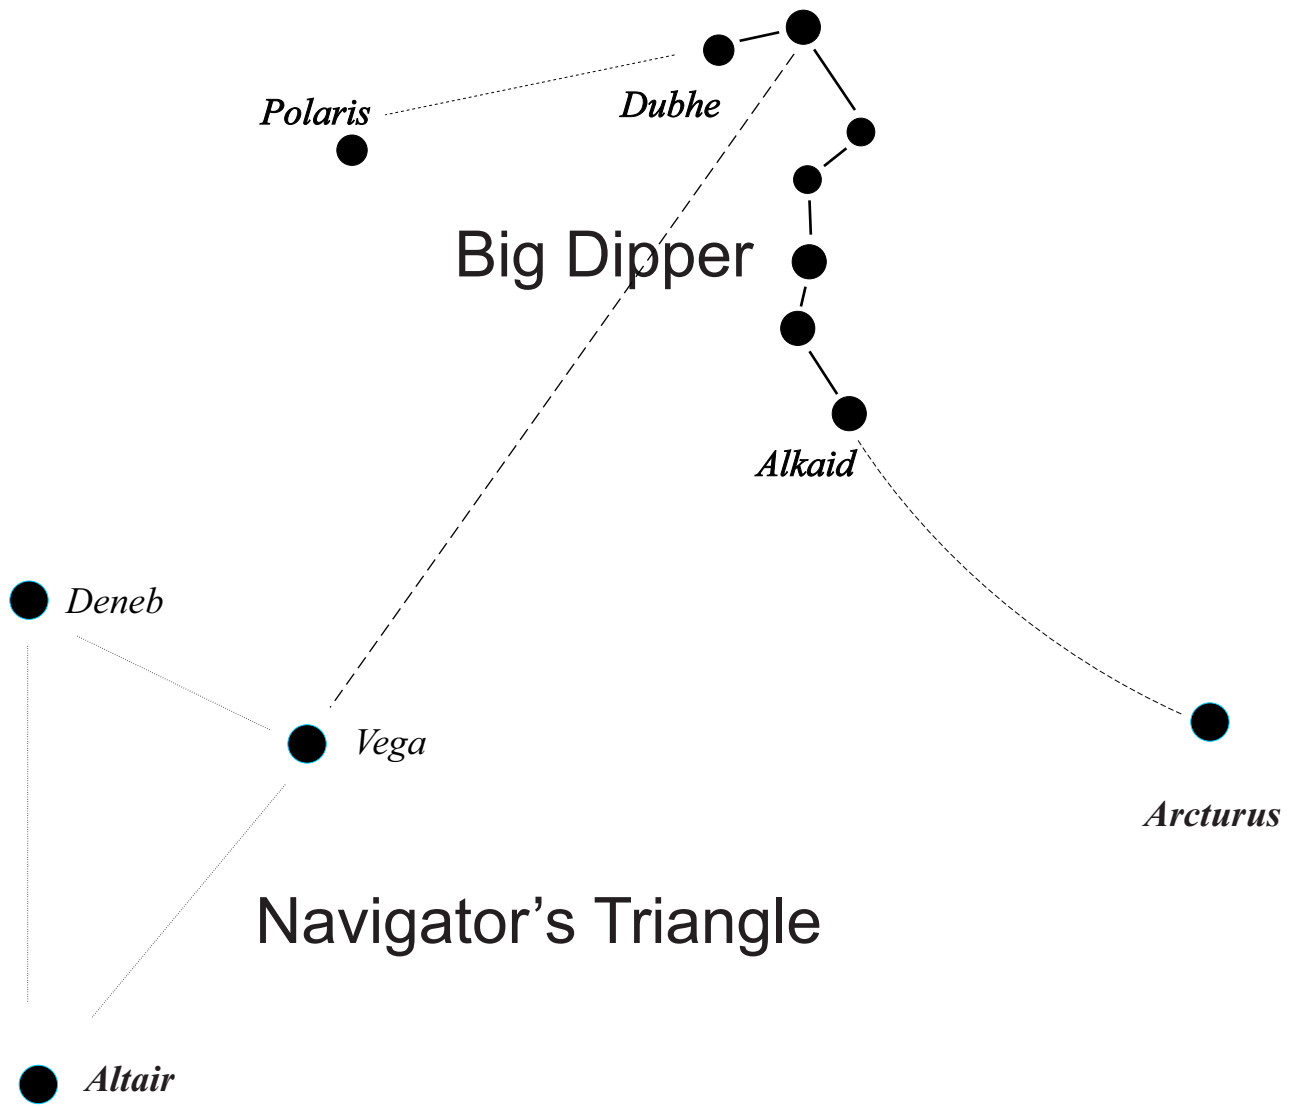 Dubhe
Polaris
Big Dipper
Alkaid
Deneb
Vega
Arcturus
Navigator’s Triangle
Altair